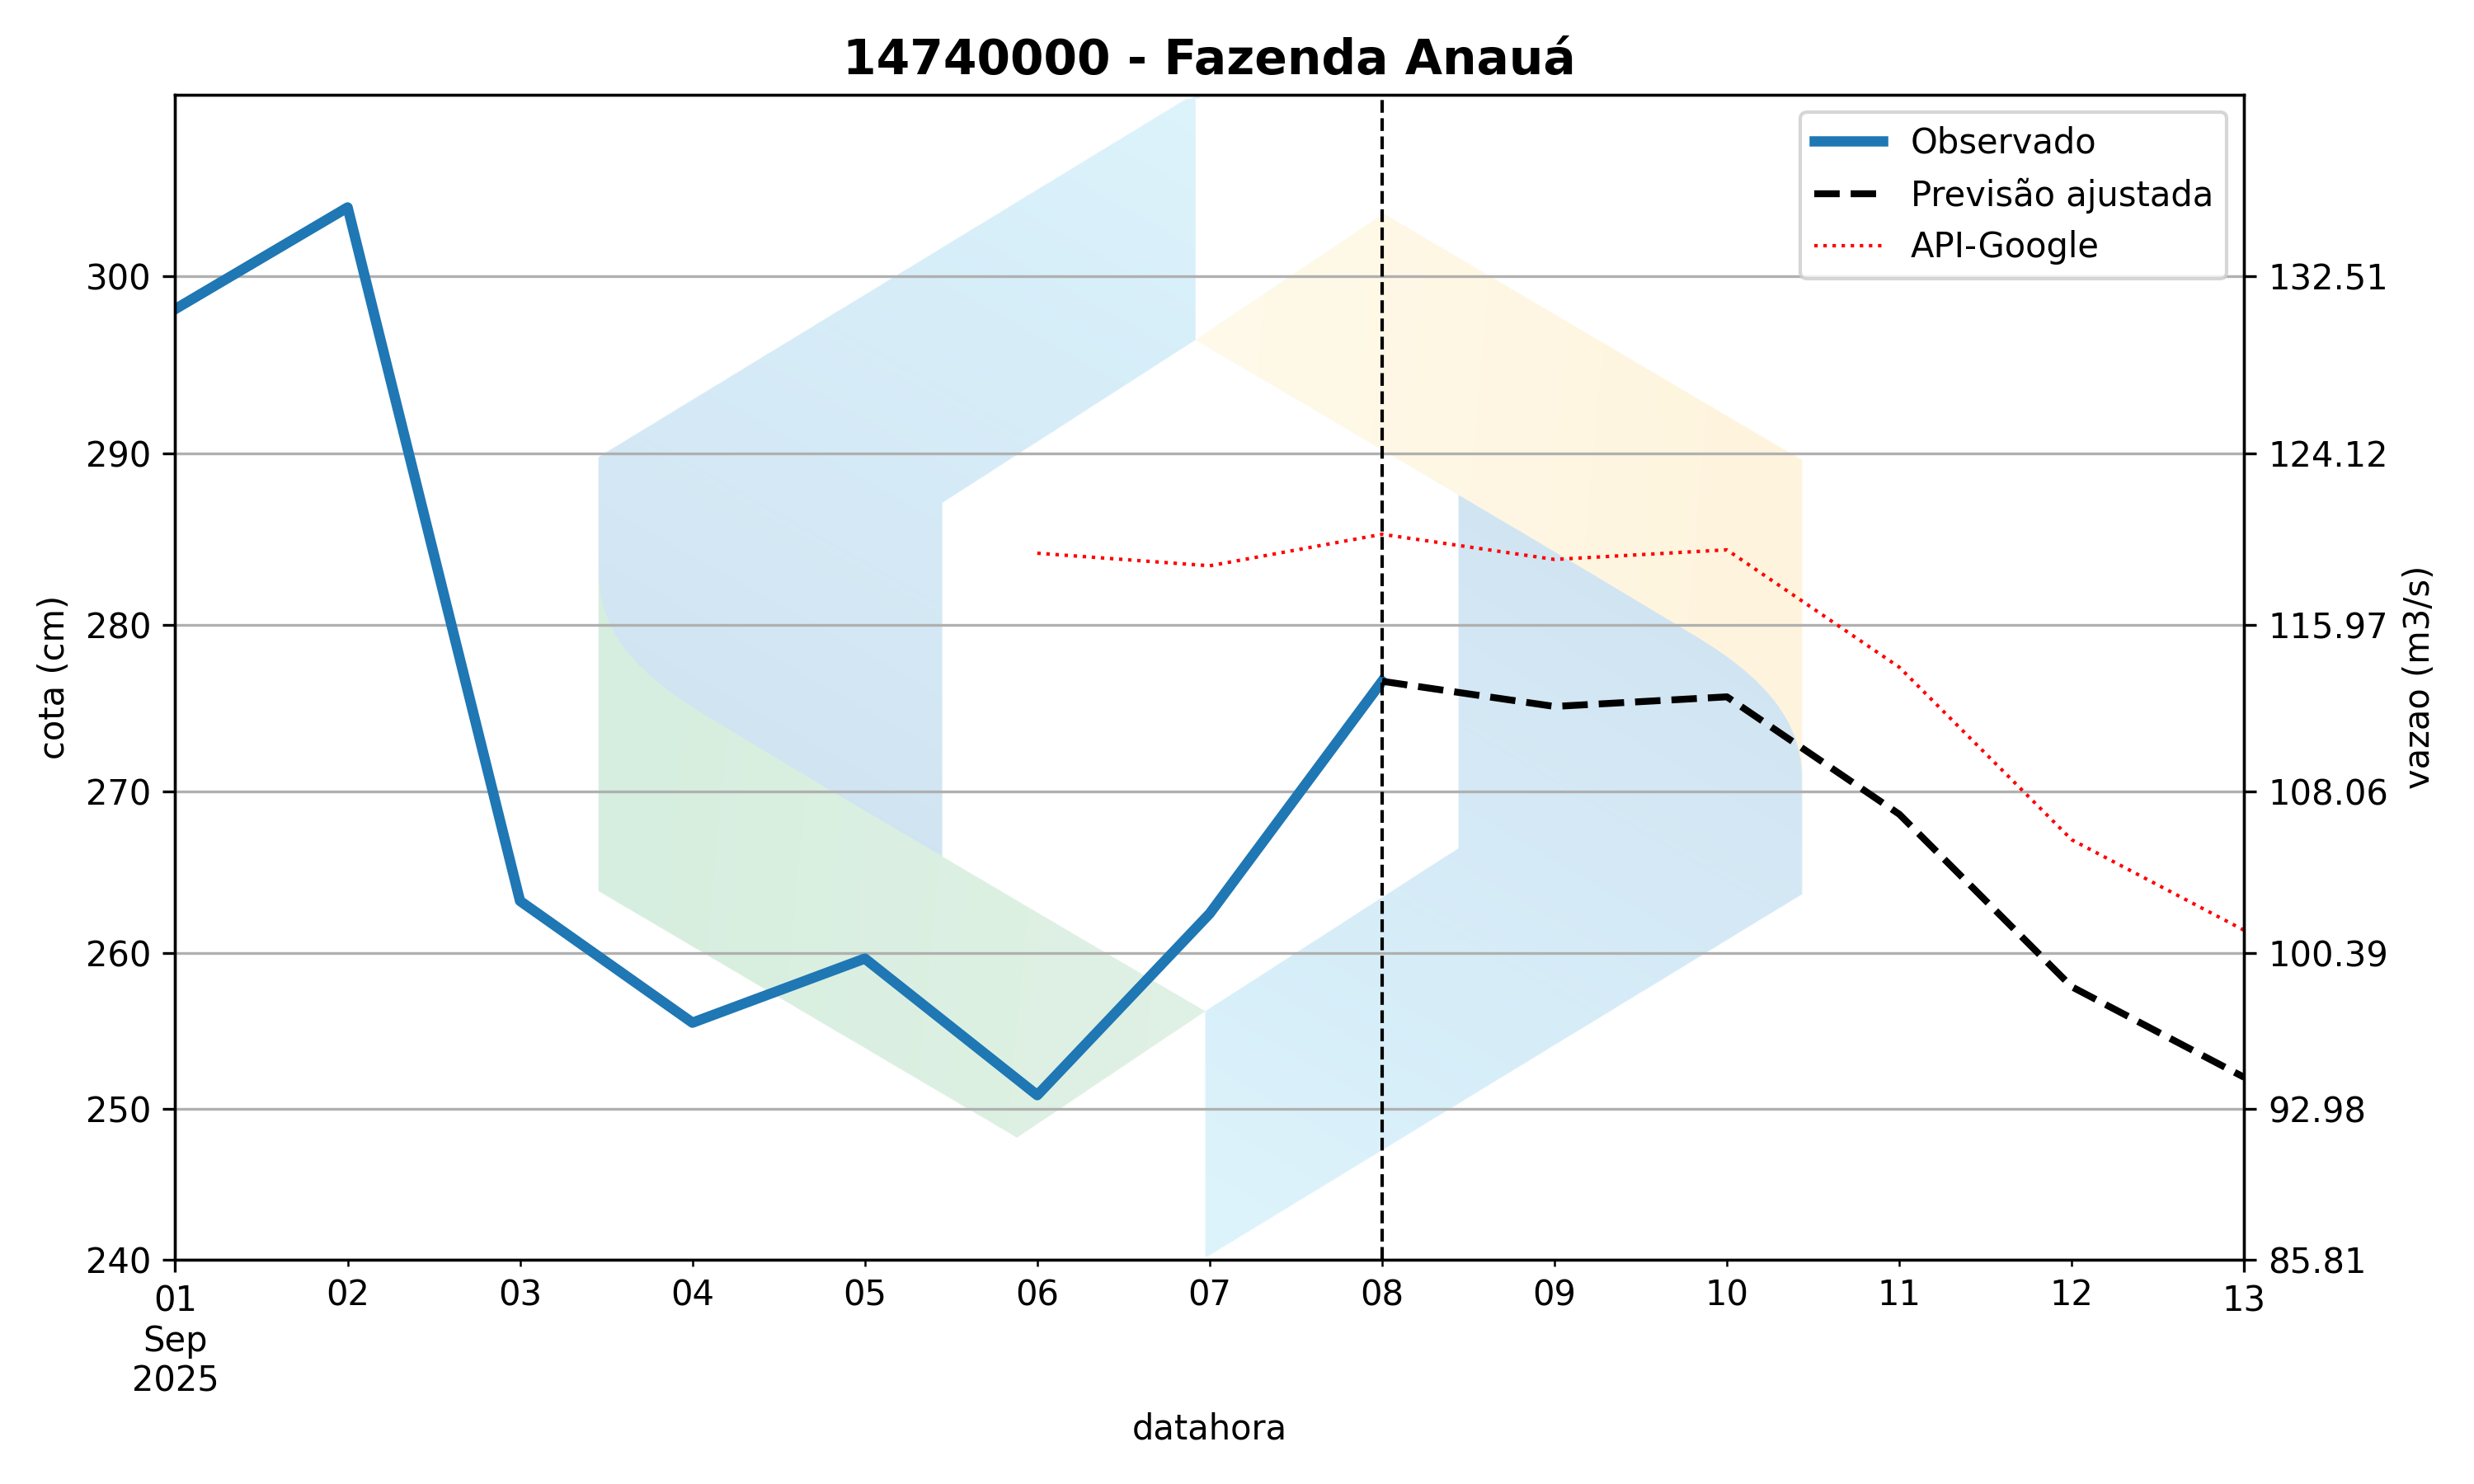 14740000 - Fazenda Anauá
Observado
Previsão ajustada
API-Google
cota (cm)
300
290
280
270
260
250
240
132.51
124.12
115.97
108.06
100.39
92.98
85.81
vazao (m3/s)
01 02 03 04 05 06 07 08 09 10 11 12 13
Sep
2025
datahora